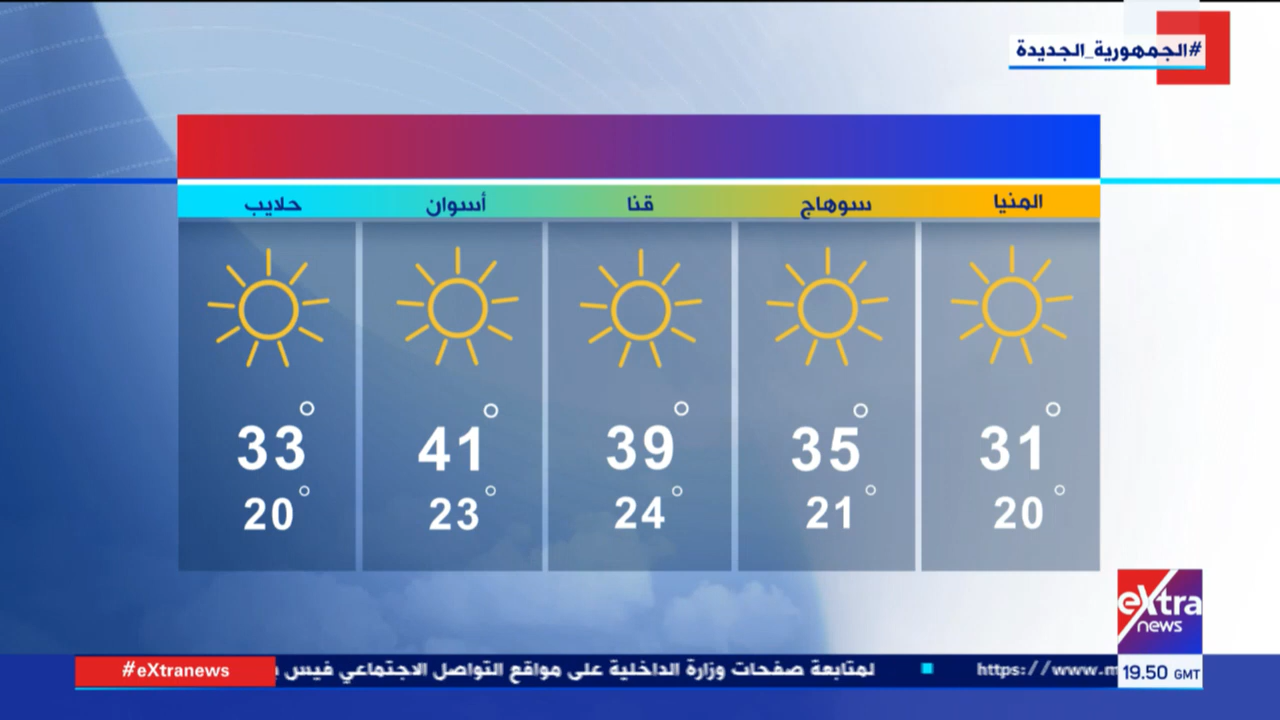 #الجمهورية_الجديدة
المنيا سوهاج قنا أسوان حلايب
31° 35° 39° 41° 33°
20° 21° 24° 23° 20°
eXtra
news
https://www.m ■ لمتابعة صفحات وزارة الداخلية على مواقع التواصل الاجتماعي فيس
#eXtranews
19.50 GMT